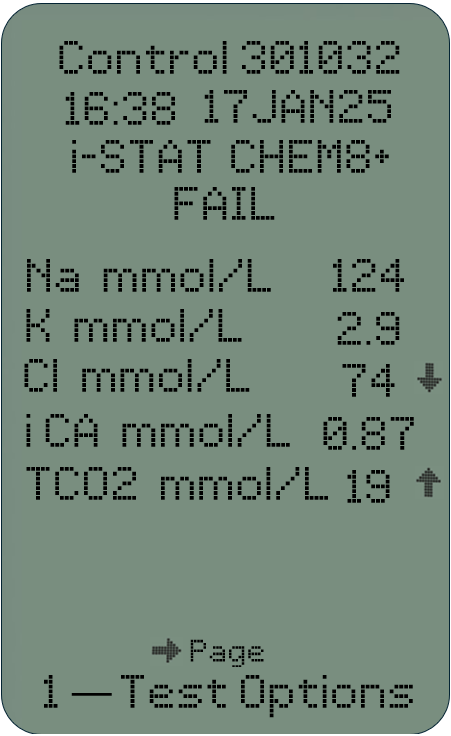 Control 301032
16:38 17JAN25
i-STAT CHEM8+
FAIL
Na mmol/L 124
K mmol/L 2.9
Cl mmol/L 74 ↓
iCA mmol/L 0.87
TCO2 mmol/L 19 ↑
→ Page
1 — Test Options